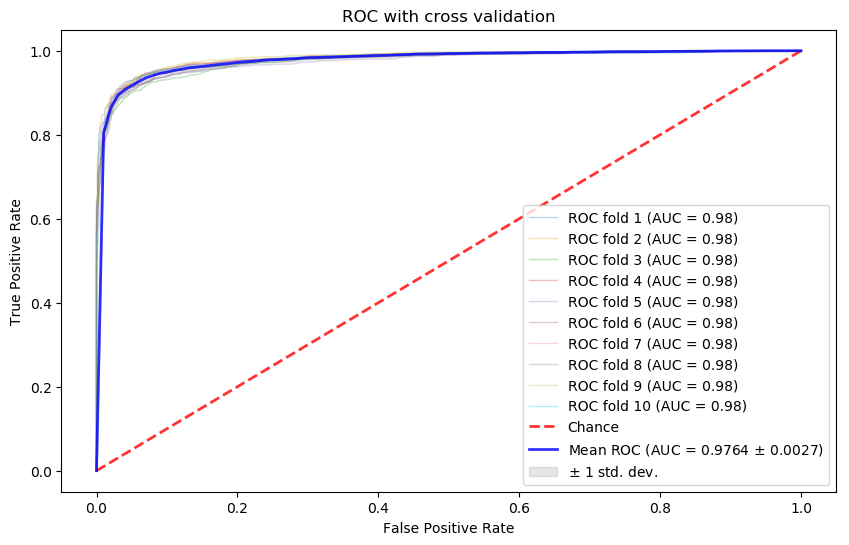 ROC with cross validation
True Positive Rate
1.0
0.8
0.6
0.4
0.2
0.0
ROC fold 1 (AUC = 0.98)
ROC fold 2 (AUC = 0.98)
ROC fold 3 (AUC = 0.98)
ROC fold 4 (AUC = 0.98)
ROC fold 5 (AUC = 0.98)
ROC fold 6 (AUC = 0.98)
ROC fold 7 (AUC = 0.98)
ROC fold 8 (AUC = 0.98)
ROC fold 9 (AUC = 0.98)
ROC fold 10 (AUC = 0.98)
Chance
Mean ROC (AUC = 0.9764 ± 0.0027)
± 1 std. dev.
0.0 0.2 0.4 0.6 0.8 1.0
False Positive Rate